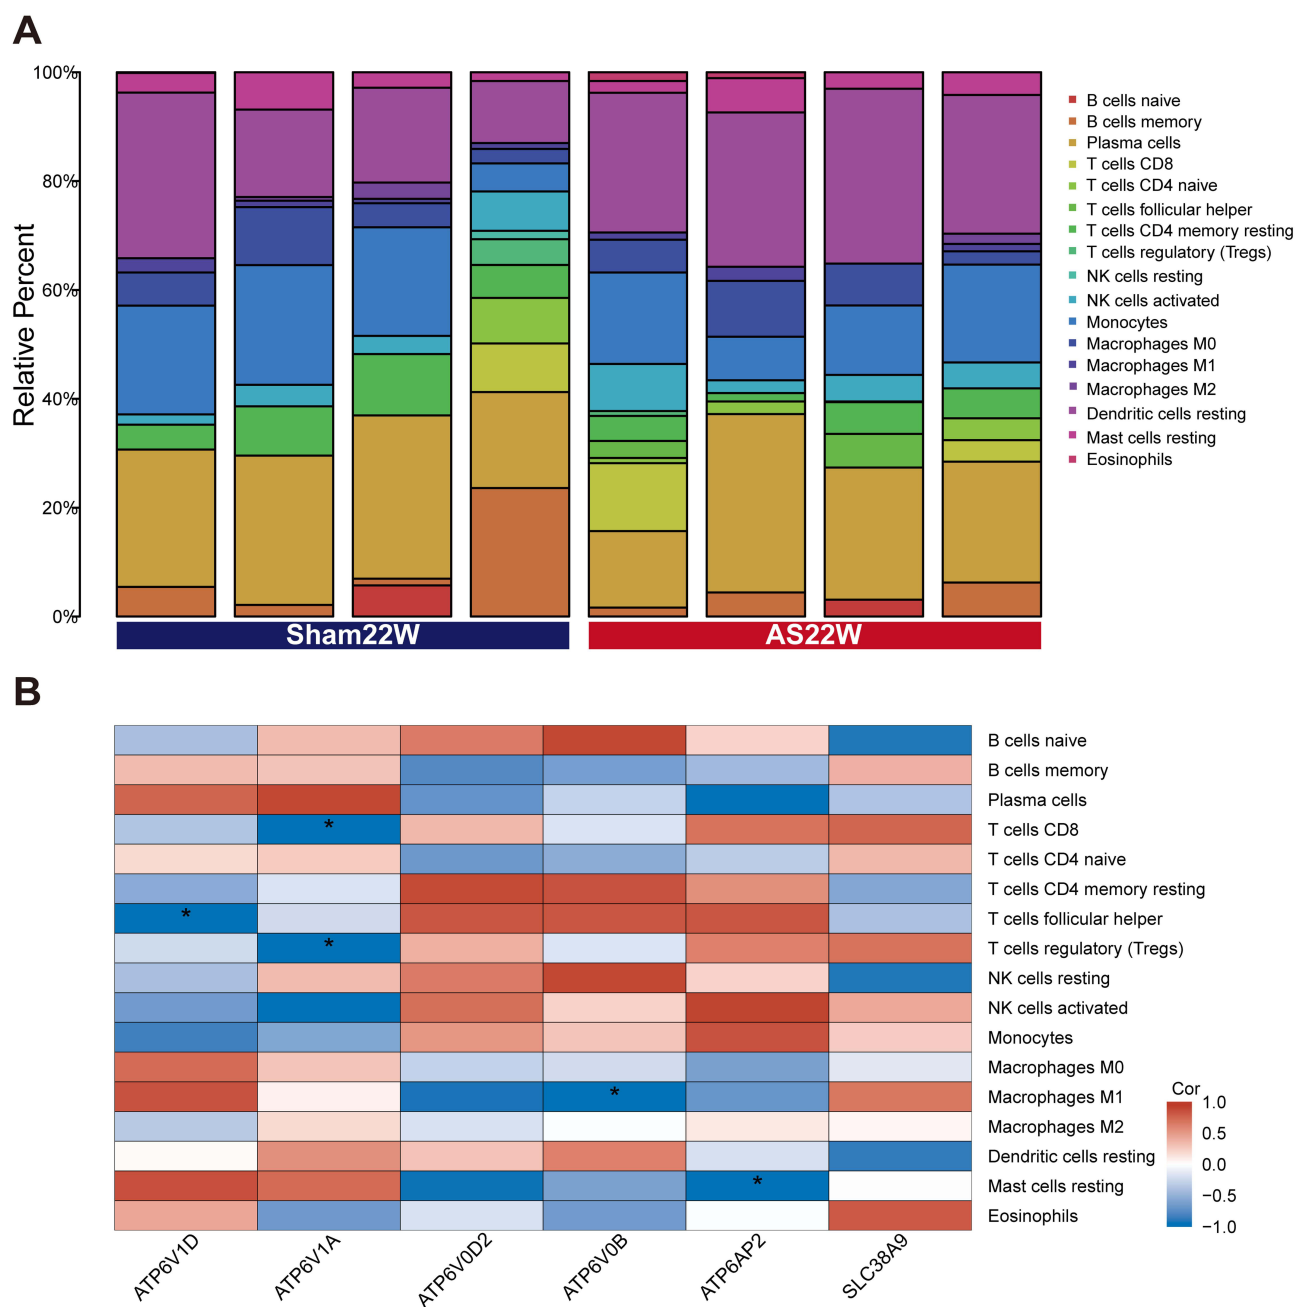 A
Relative Percent
100%
80%
60%
40%
20%
0%
Sham22W
AS22W
B cells naive
B cells memory
Plasma cells
T cells CD8
T cells CD4 naive
T cells follicular helper
T cells CD4 memory resting
T cells regulatory (Tregs)
NK cells resting
NK cells activated
Monocytes
Macrophages M0
Macrophages M1
Macrophages M2
Dendritic cells resting
Mast cells resting
Eosinophils
B
*
*
*
*
*
B cells naive
B cells memory
Plasma cells
T cells CD8
T cells CD4 naive
T cells CD4 memory resting
T cells follicular helper
T cells regulatory (Tregs)
NK cells resting
NK cells activated
Monocytes
Macrophages M0
Macrophages M1
Macrophages M2
Dendritic cells resting
Mast cells resting
Eosinophils
ATP6V1D
ATP6V1A
ATP6V0D2
ATP6V0B
ATP6AP2
SLC38A9
Cor
1.0
0.5
0.0
−0.5
−1.0